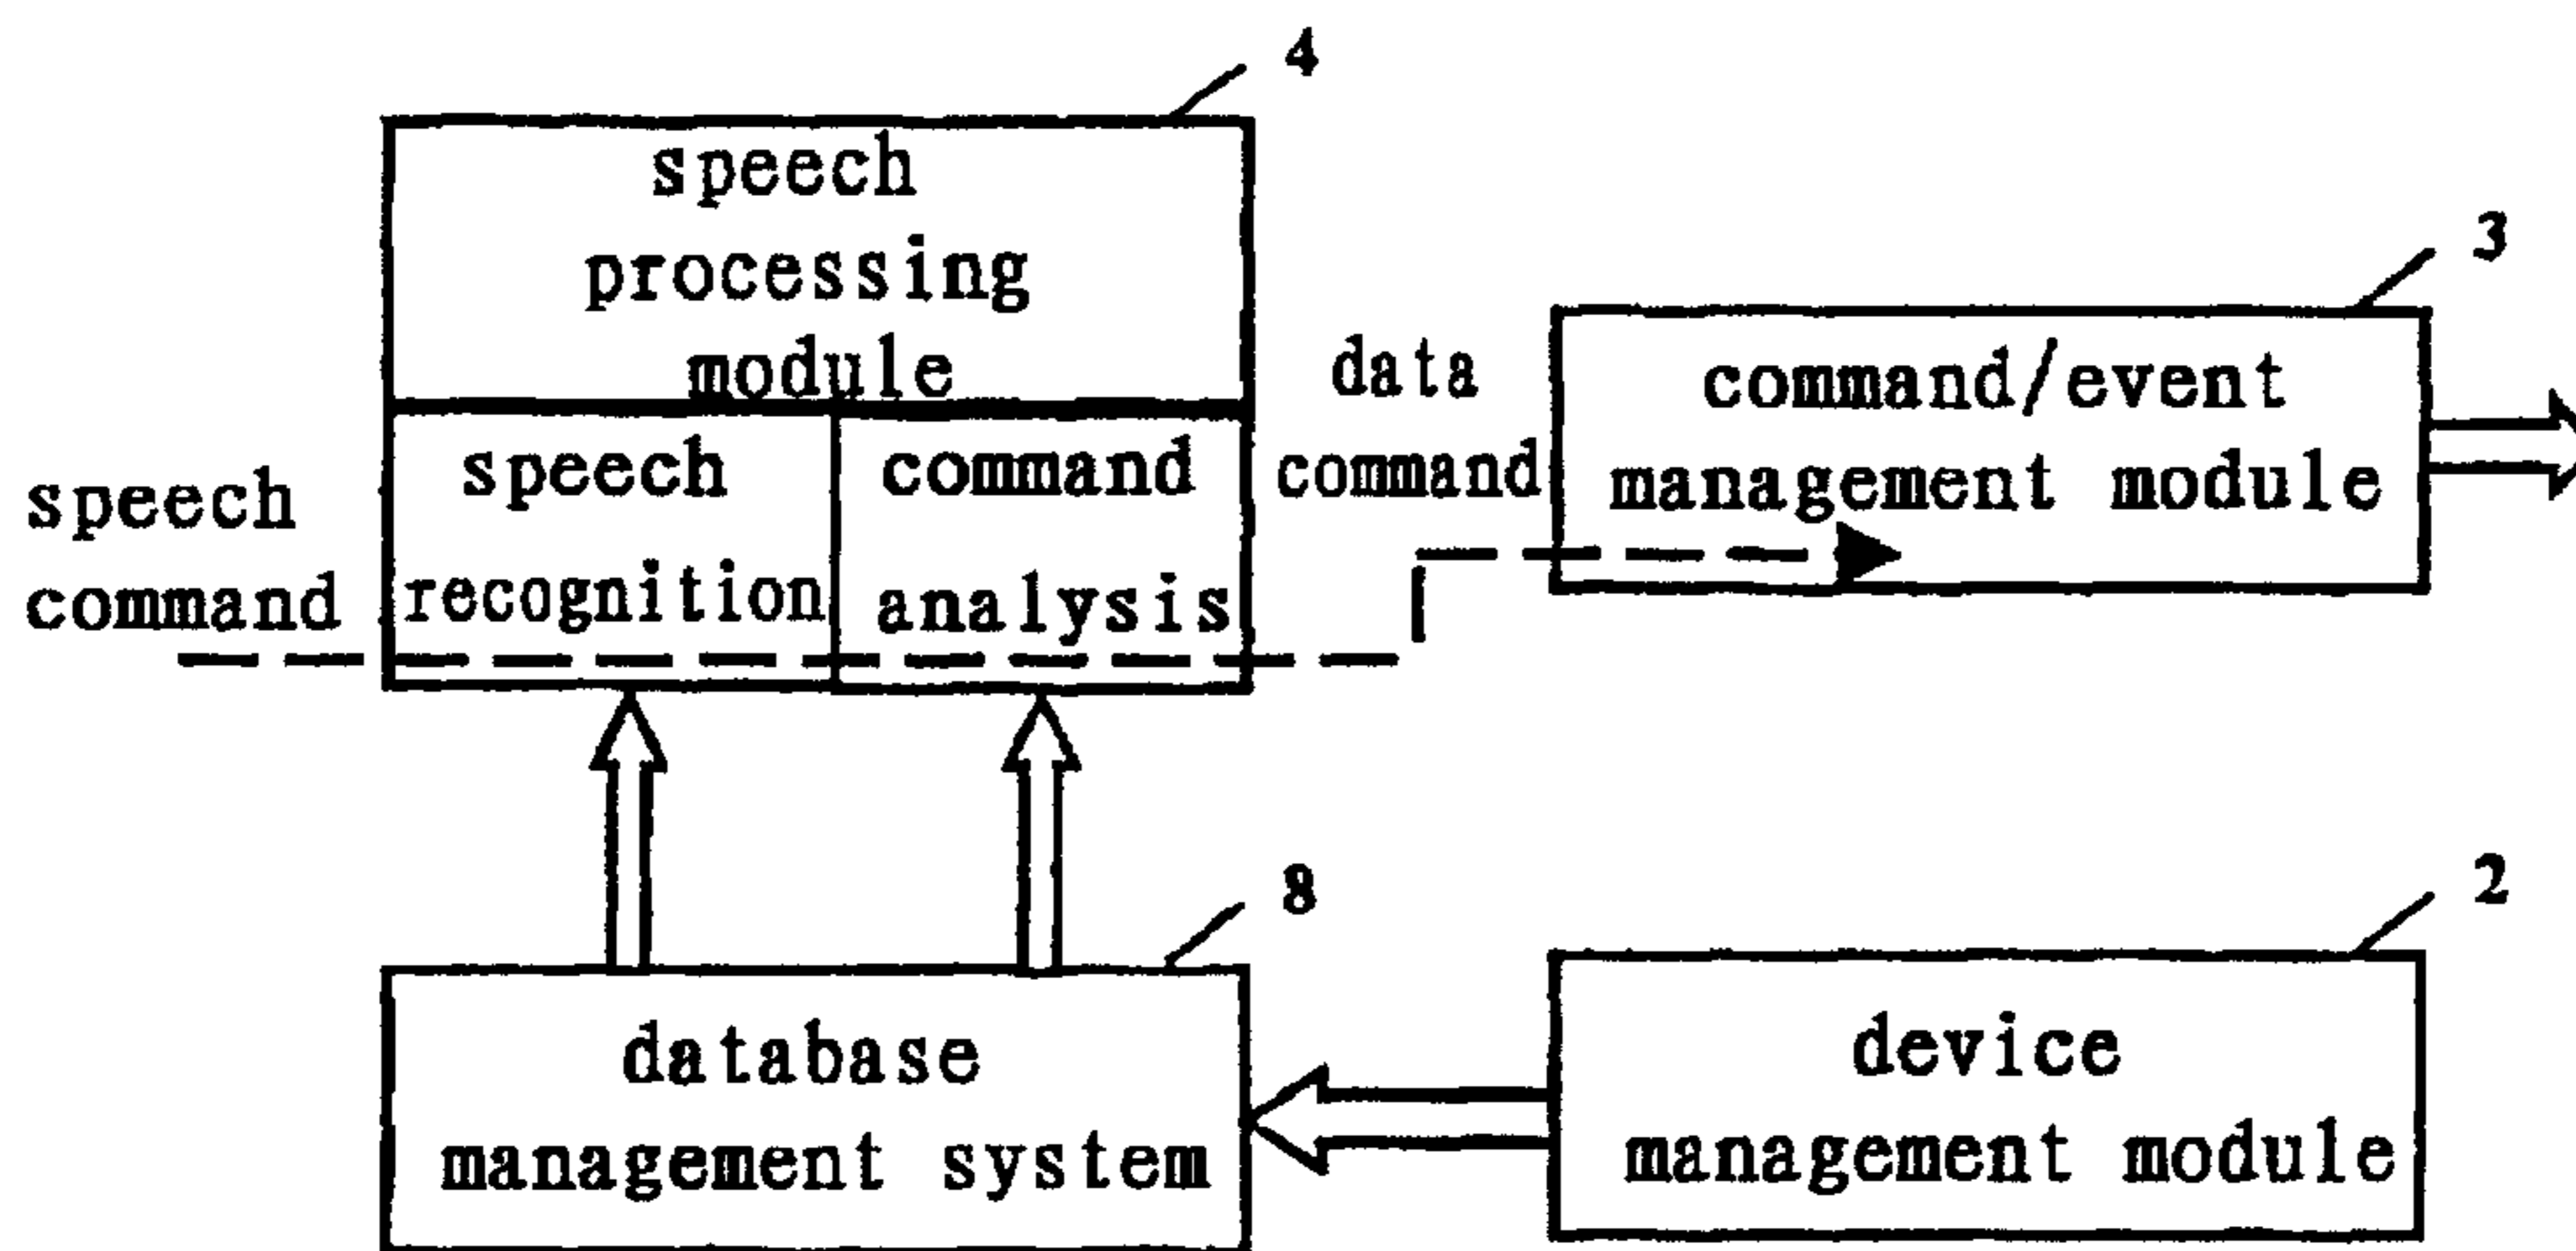 4
speech
processing
module
speech
recognition
command
analysis
speech
command
data
command
3
command/event
management module
8
database
management system
2
device
management module